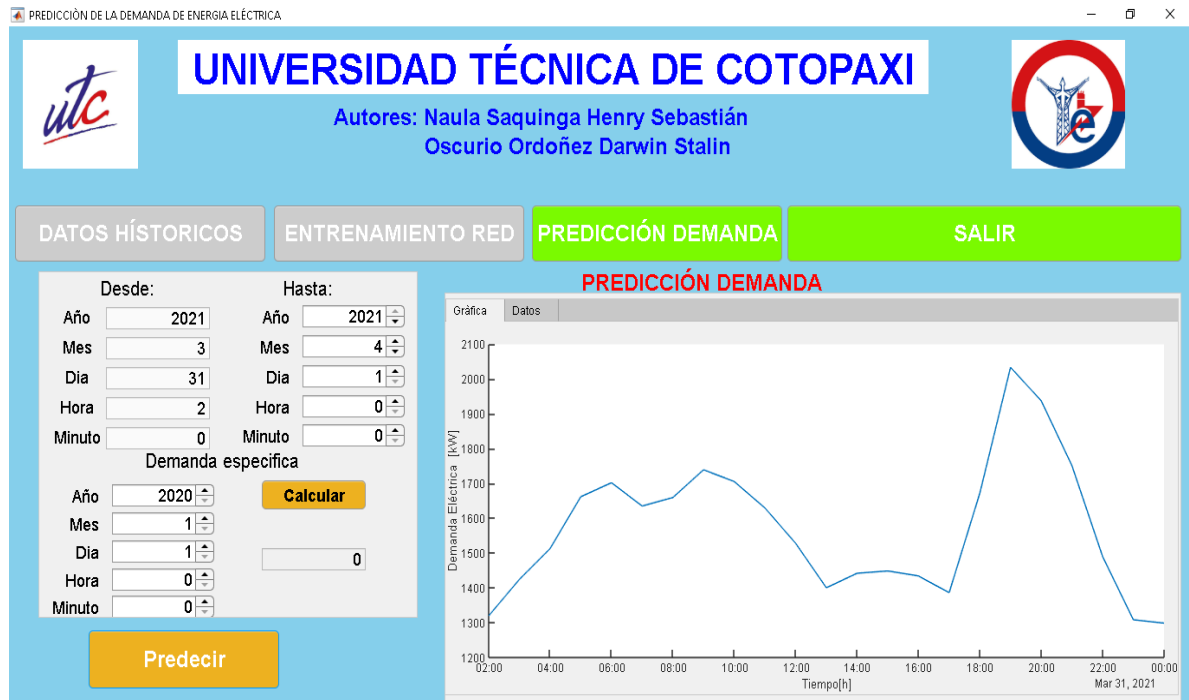 PREDICCIÒN DE LA DEMANDA DE ENERGIA ELÉCTRICA
utc
UNIVERSIDAD TÉCNICA DE COTOPAXI
Autores: Naula Saquinga Henry Sebastián
Oscurio Ordoñez Darwin Stalin
e
DATOS HÍSTORICOS
ENTRENAMIENTO RED
PREDICCIÓN DEMANDA
SALIR
Desde:
Hasta:
Año 2021
Año 2021
Mes 3
Mes 4
Dia 31
Dia 1
Hora 2
Hora 0
Minuto 0
Minuto 0
Demanda especifica
Año 2020
Calcular
Mes 1
Dia 1
0
Hora 0
Minuto 0
Predecir
PREDICCIÓN DEMANDA
Gràfica Datos
Demanda Eléctrica [kW]
2100
2000
1900
1800
1700
1600
1500
1400
1300
1200
02:00 04:00 06:00 08:00 10:00 12:00 14:00 16:00 18:00 20:00 22:00 00:00
Tiempo[h]
Mar 31, 2021